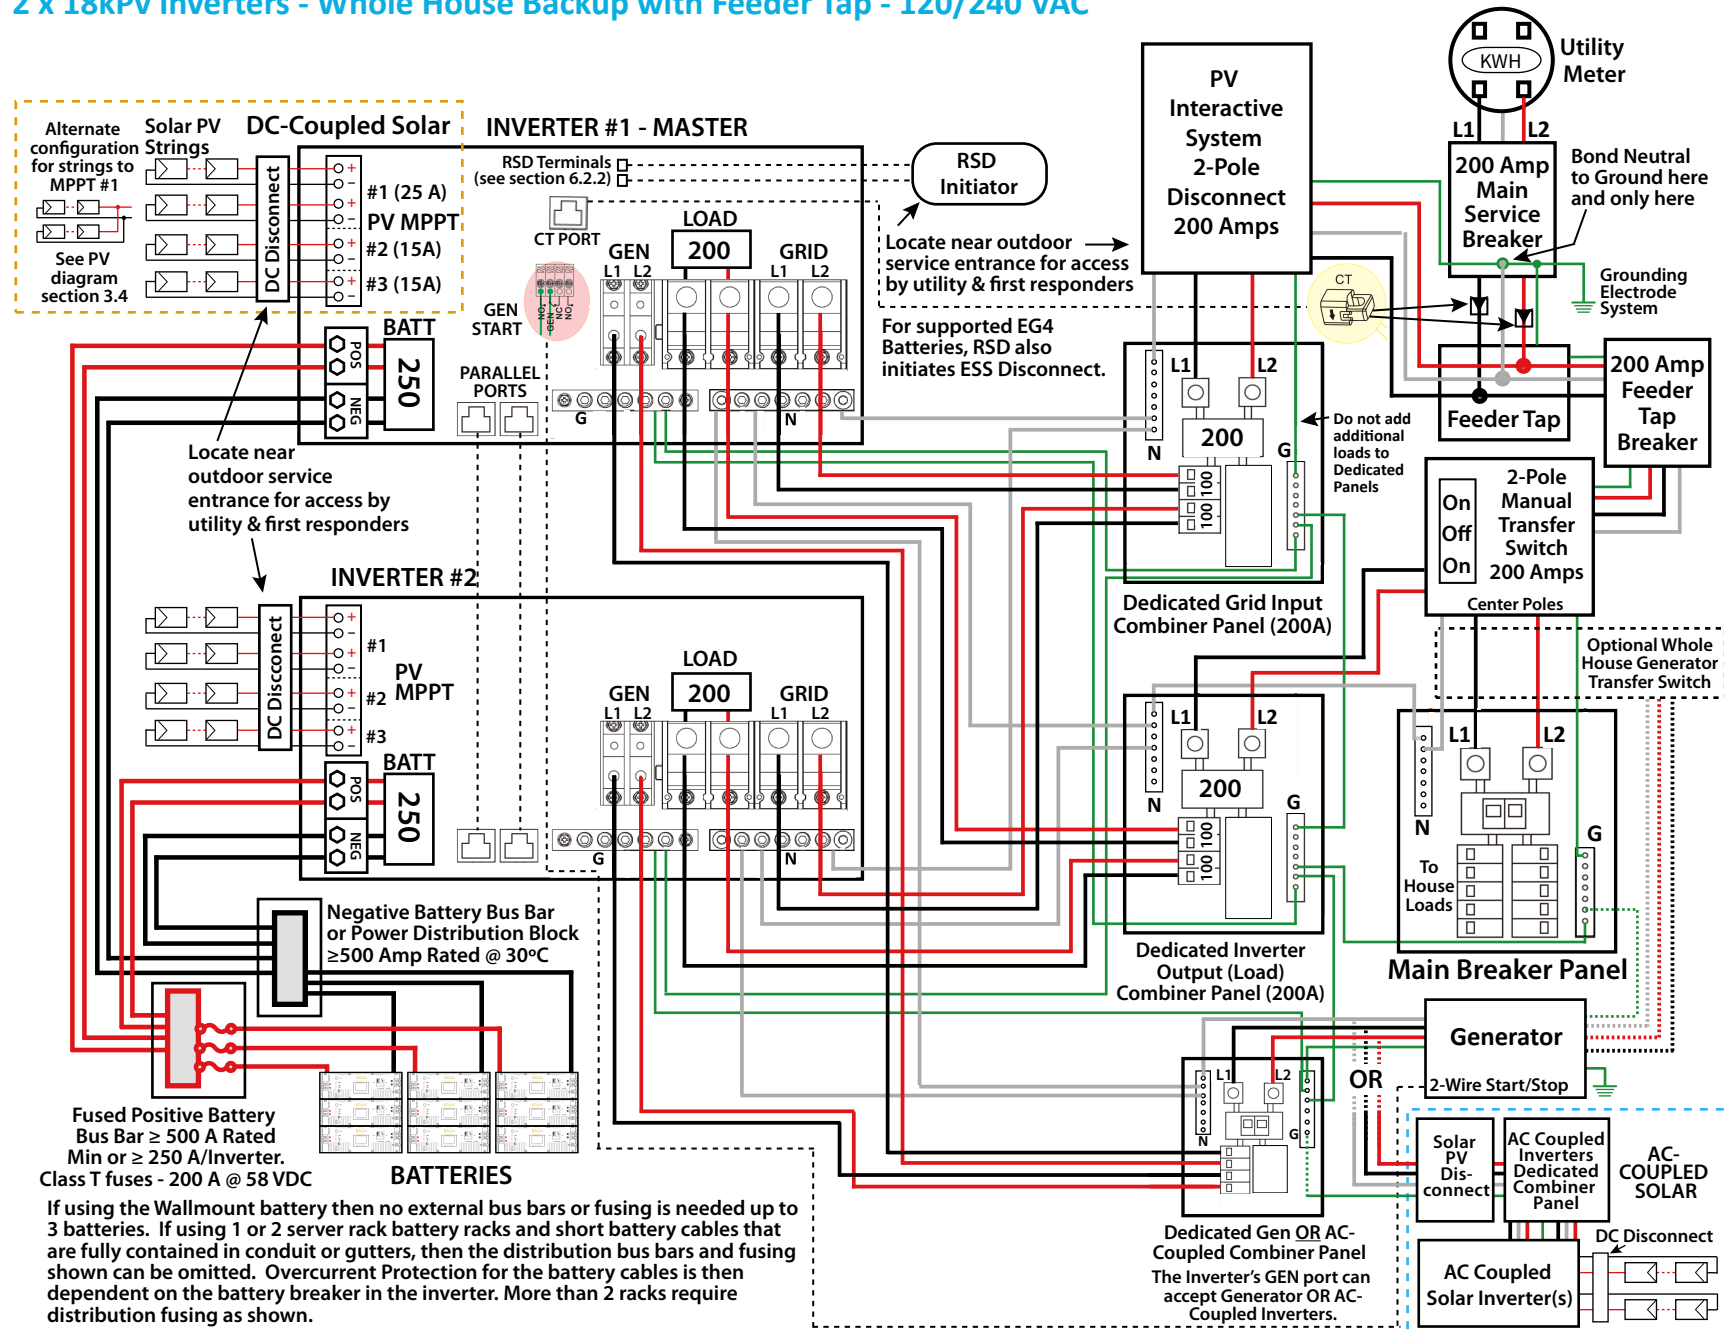 2 x 18kPV Inverters - Whole House Backup with Feeder Tap - 120/240 VAC
Alternate
configuration
for strings to
MPPT #1
See PV
diagram
section 3.4
Solar PV
Strings
DC-Coupled Solar
DC Disconnect
+
−
+
−
+
−
+
−
#1 (25 A)
PV MPPT
#2 (15A)
#3 (15A)
INVERTER #1 - MASTER
RSD Terminals
(see section 6.2.2)
RSD
Initiator
CT PORT
GEN
START
NO
GEN
NC
NO
GEN
L1 L2
LOAD
200
GRID
L1 L2
BATT
POS
NEG
250
PARALLEL
PORTS
G
N
Locate near
outdoor service
entrance for access by
utility & first responders
Locate near outdoor
service entrance for access
by utility & first responders
For supported EG4
Batteries, RSD also
initiates ESS Disconnect.
PV
Interactive
System
2-Pole
Disconnect
200 Amps
KWH
Utility
Meter
L1
L2
200 Amp
Main
Service
Breaker
Bond Neutral
to Ground here
and only here
Grounding
Electrode
System
CT
Feeder Tap
200 Amp
Feeder
Tap
Breaker
L1
L2
200
N
G
100
100
Do not add
additional
loads to
Dedicated
Panels
Dedicated Grid Input
Combiner Panel (200A)
On
Off
On
2-Pole
Manual
Transfer
Switch
200 Amps
Center Poles
Optional Whole
House Generator
Transfer Switch
INVERTER #2
DC Disconnect
+
−
+
−
+
−
+
−
#1
PV
MPPT
#2
#3
BATT
POS
NEG
250
GEN
L1 L2
LOAD
200
GRID
L1 L2
G
N
L1
L2
200
N
G
100
100
Dedicated Inverter
Output (Load)
Combiner Panel (200A)
L1
L2
N
G
To
House
Loads
Main Breaker Panel
Negative Battery Bus Bar
or Power Distribution Block
≥500 Amp Rated @ 30ºC
Fused Positive Battery
Bus Bar ≥ 500 A Rated
Min or ≥ 250 A/Inverter.
Class T fuses - 200 A @ 58 VDC
BATTERIES
If using the Wallmount battery then no external bus bars or fusing is needed up to
3 batteries. If using 1 or 2 server rack battery racks and short battery cables that
are fully contained in conduit or gutters, then the distribution bus bars and fusing
shown can be omitted. Overcurrent Protection for the battery cables is then
dependent on the battery breaker in the inverter. More than 2 racks require
distribution fusing as shown.
L1
L2
N
G
Dedicated Gen OR AC-
Coupled Combiner Panel
The Inverter's GEN port can
accept Generator OR AC-
Coupled Inverters.
OR
Generator
2-Wire Start/Stop
Solar
PV
Dis-
connect
AC Coupled
Inverters
Dedicated
Combiner
Panel
AC-
COUPLED
SOLAR
DC Disconnect
AC Coupled
Solar Inverter(s)